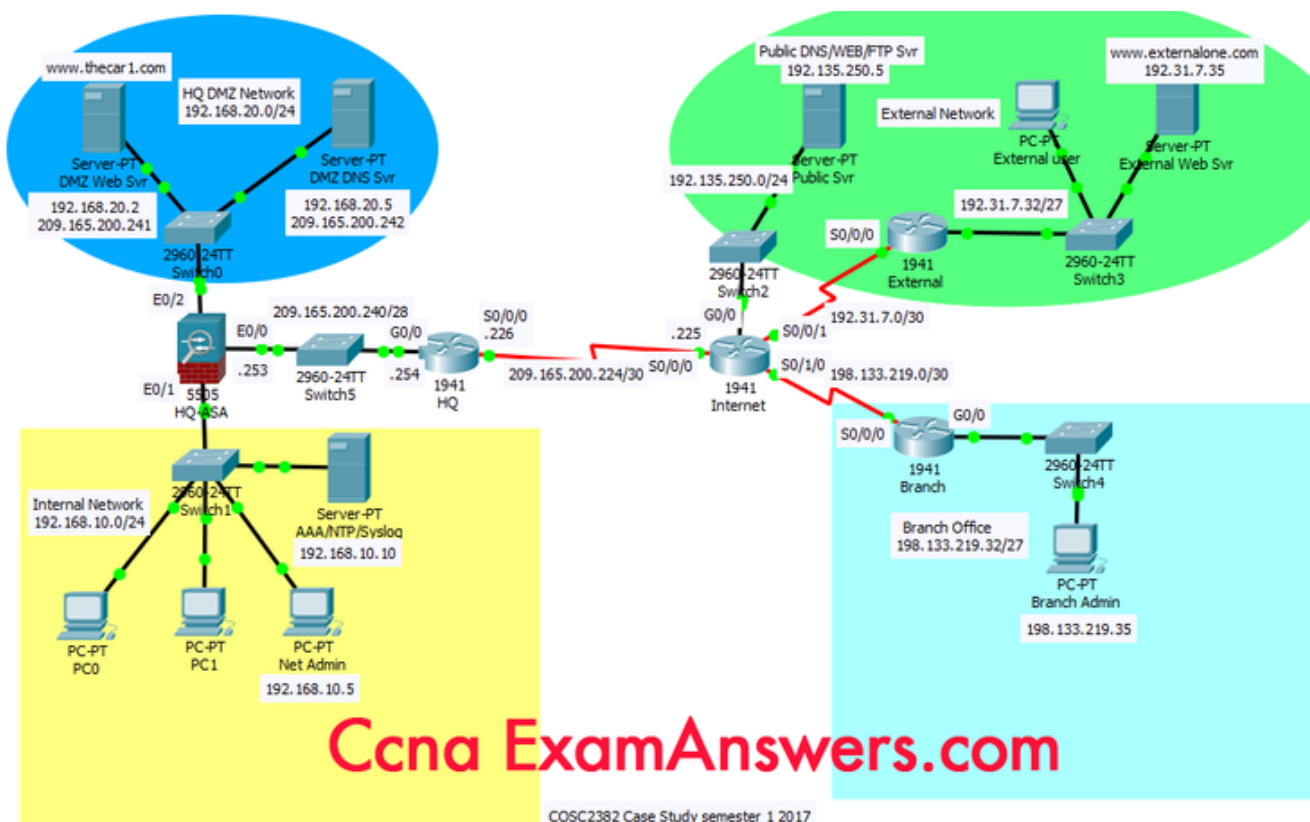 www.thecar1.com
HQ DMZ Network
192.168.20.0/24
Server-PT
DMZ Web Svr
192.168.20.2
209.165.200.241
Server-PT
DMZ DNS Svr
192.168.20.5
209.165.200.242
2960-24TT
Switch0
E0/2
E0/0
.253
E0/1
5505
HQ-ASA
209.165.200.240/28
2960-24TT
Switch5
G0/0
.254
1941
HQ
S0/0/0
.226
209.165.200.224/30
Public DNS/WEB/FTP Svr
192.135.250.5
Server-PT
Public Svr
192.135.250.0/24
2960-24TT
Switch2
G0/0
.225
S0/0/0
1941
Internet
S0/0/1
192.31.7.0/30
S0/1/0
198.133.219.0/30
www.externalone.com
192.31.7.35
External Network
PC-PT
External user
Server-PT
External Web Svr
192.31.7.32/27
S0/0/0
1941
External
2960-24TT
Switch3
Internal Network
192.168.10.0/24
2960-24TT
Switch1
Server-PT
AAA/NTP/Syslog
192.168.10.10
PC-PT
PC0
PC-PT
PC1
PC-PT
Net Admin
192.168.10.5
S0/0/0
G0/0
1941
Branch
2960-24TT
Switch4
Branch Office
198.133.219.32/27
PC-PT
Branch Admin
198.133.219.35
Ccna ExamAnswers.com
COSC2382 Case Study semester 1 2017